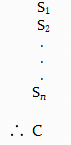 S₁
S₂
.
.
.
Sₙ
∴ C